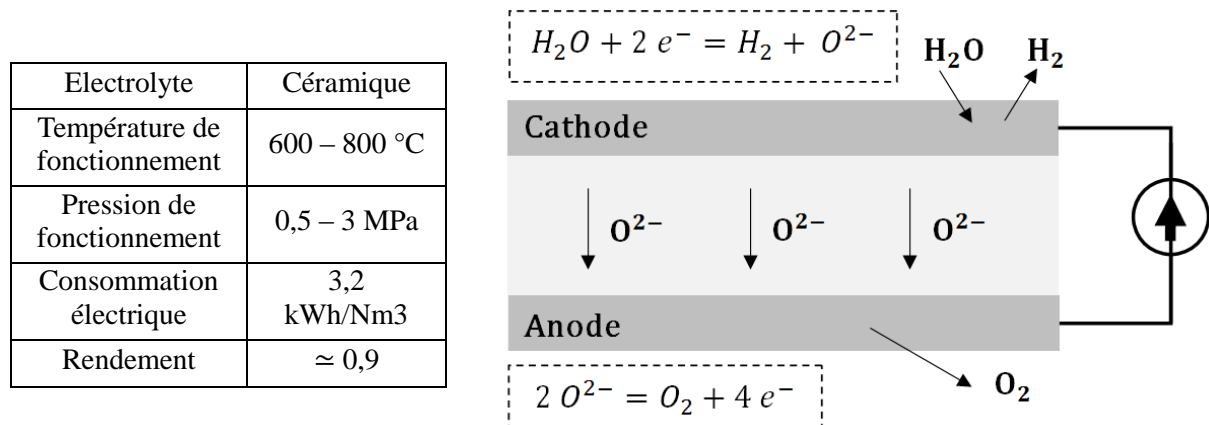 Electrolyte Céramique
Température de
fonctionnement
600 – 800 °C
Pression de
fonctionnement
0,5 – 3 MPa
Consommation
électrique
3,2
kWh/Nm3
Rendement ≃ 0,9
H₂O + 2 e⁻ = H₂ + O²⁻
H₂O H₂
Cathode
O²⁻ O²⁻ O²⁻
Anode
O₂
2 O²⁻ = O₂ + 4 e⁻